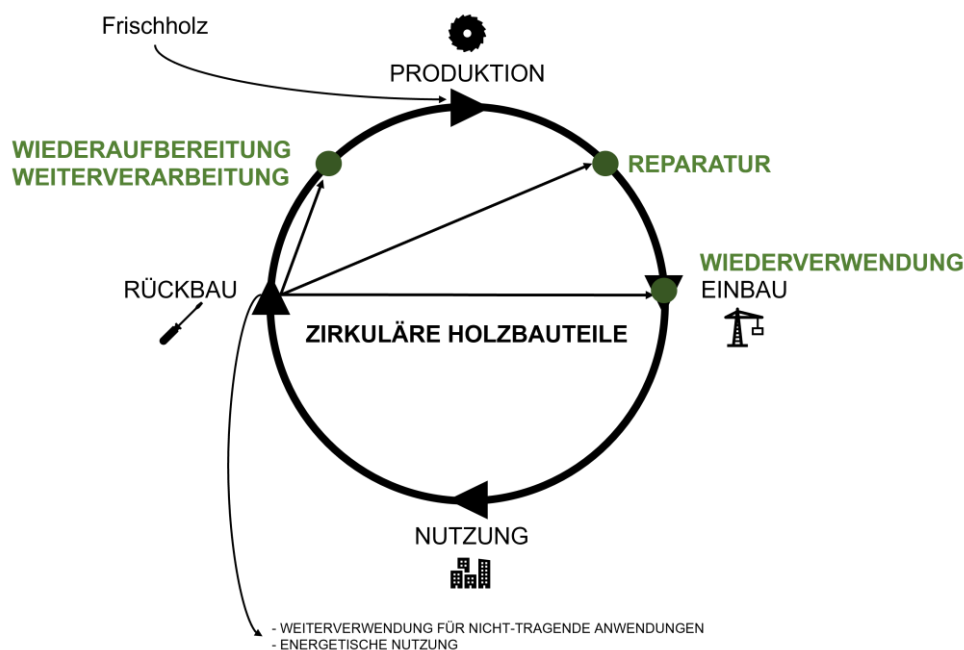 Frischholz
PRODUKTION
WIEDERAUFBEREITUNG
WEITERVERARBEITUNG
REPARATUR
WIEDERVERWENDUNG
RÜCKBAU
EINBAU
ZIRKULÄRE HOLZBAUTEILE
NUTZUNG
- WEITERVERWENDUNG FÜR NICHT-TRAGENDE ANWENDUNGEN
- ENERGETISCHE NUTZUNG